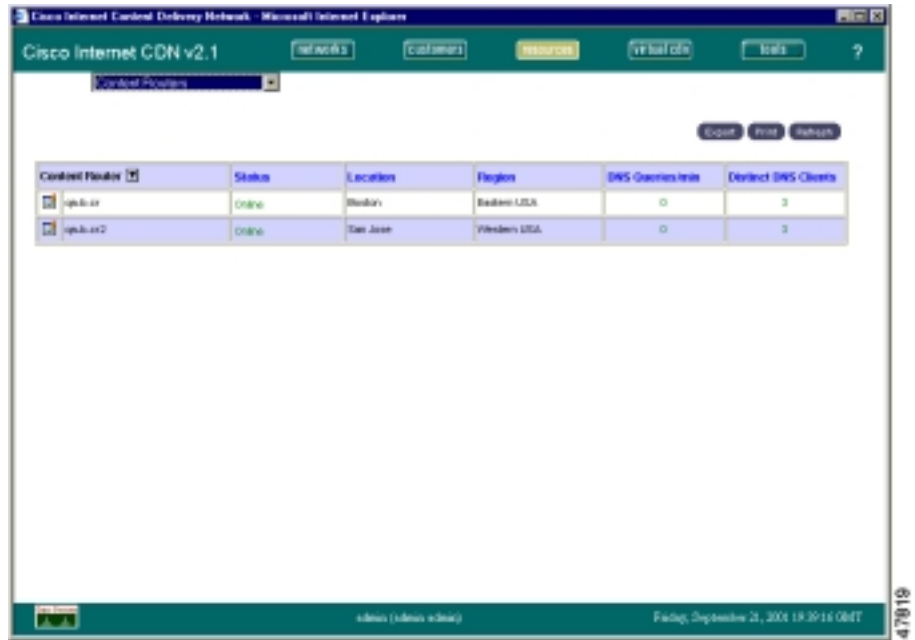 Cisco Internet Content Delivery Network - Microsoft Internet Explorer
Cisco Internet CDN v2.1
networks customers resources virtual cdn tools ?
Content Routers
Export Print Refresh
Content Router Status Location Region DNS Queries/min Distinct DNS Clients
Online Boston Eastern USA 0 3
Online San Jose Western USA 0 3
admin (admin admin) Friday, September 21, 2001 19:39:16 GMT
47819